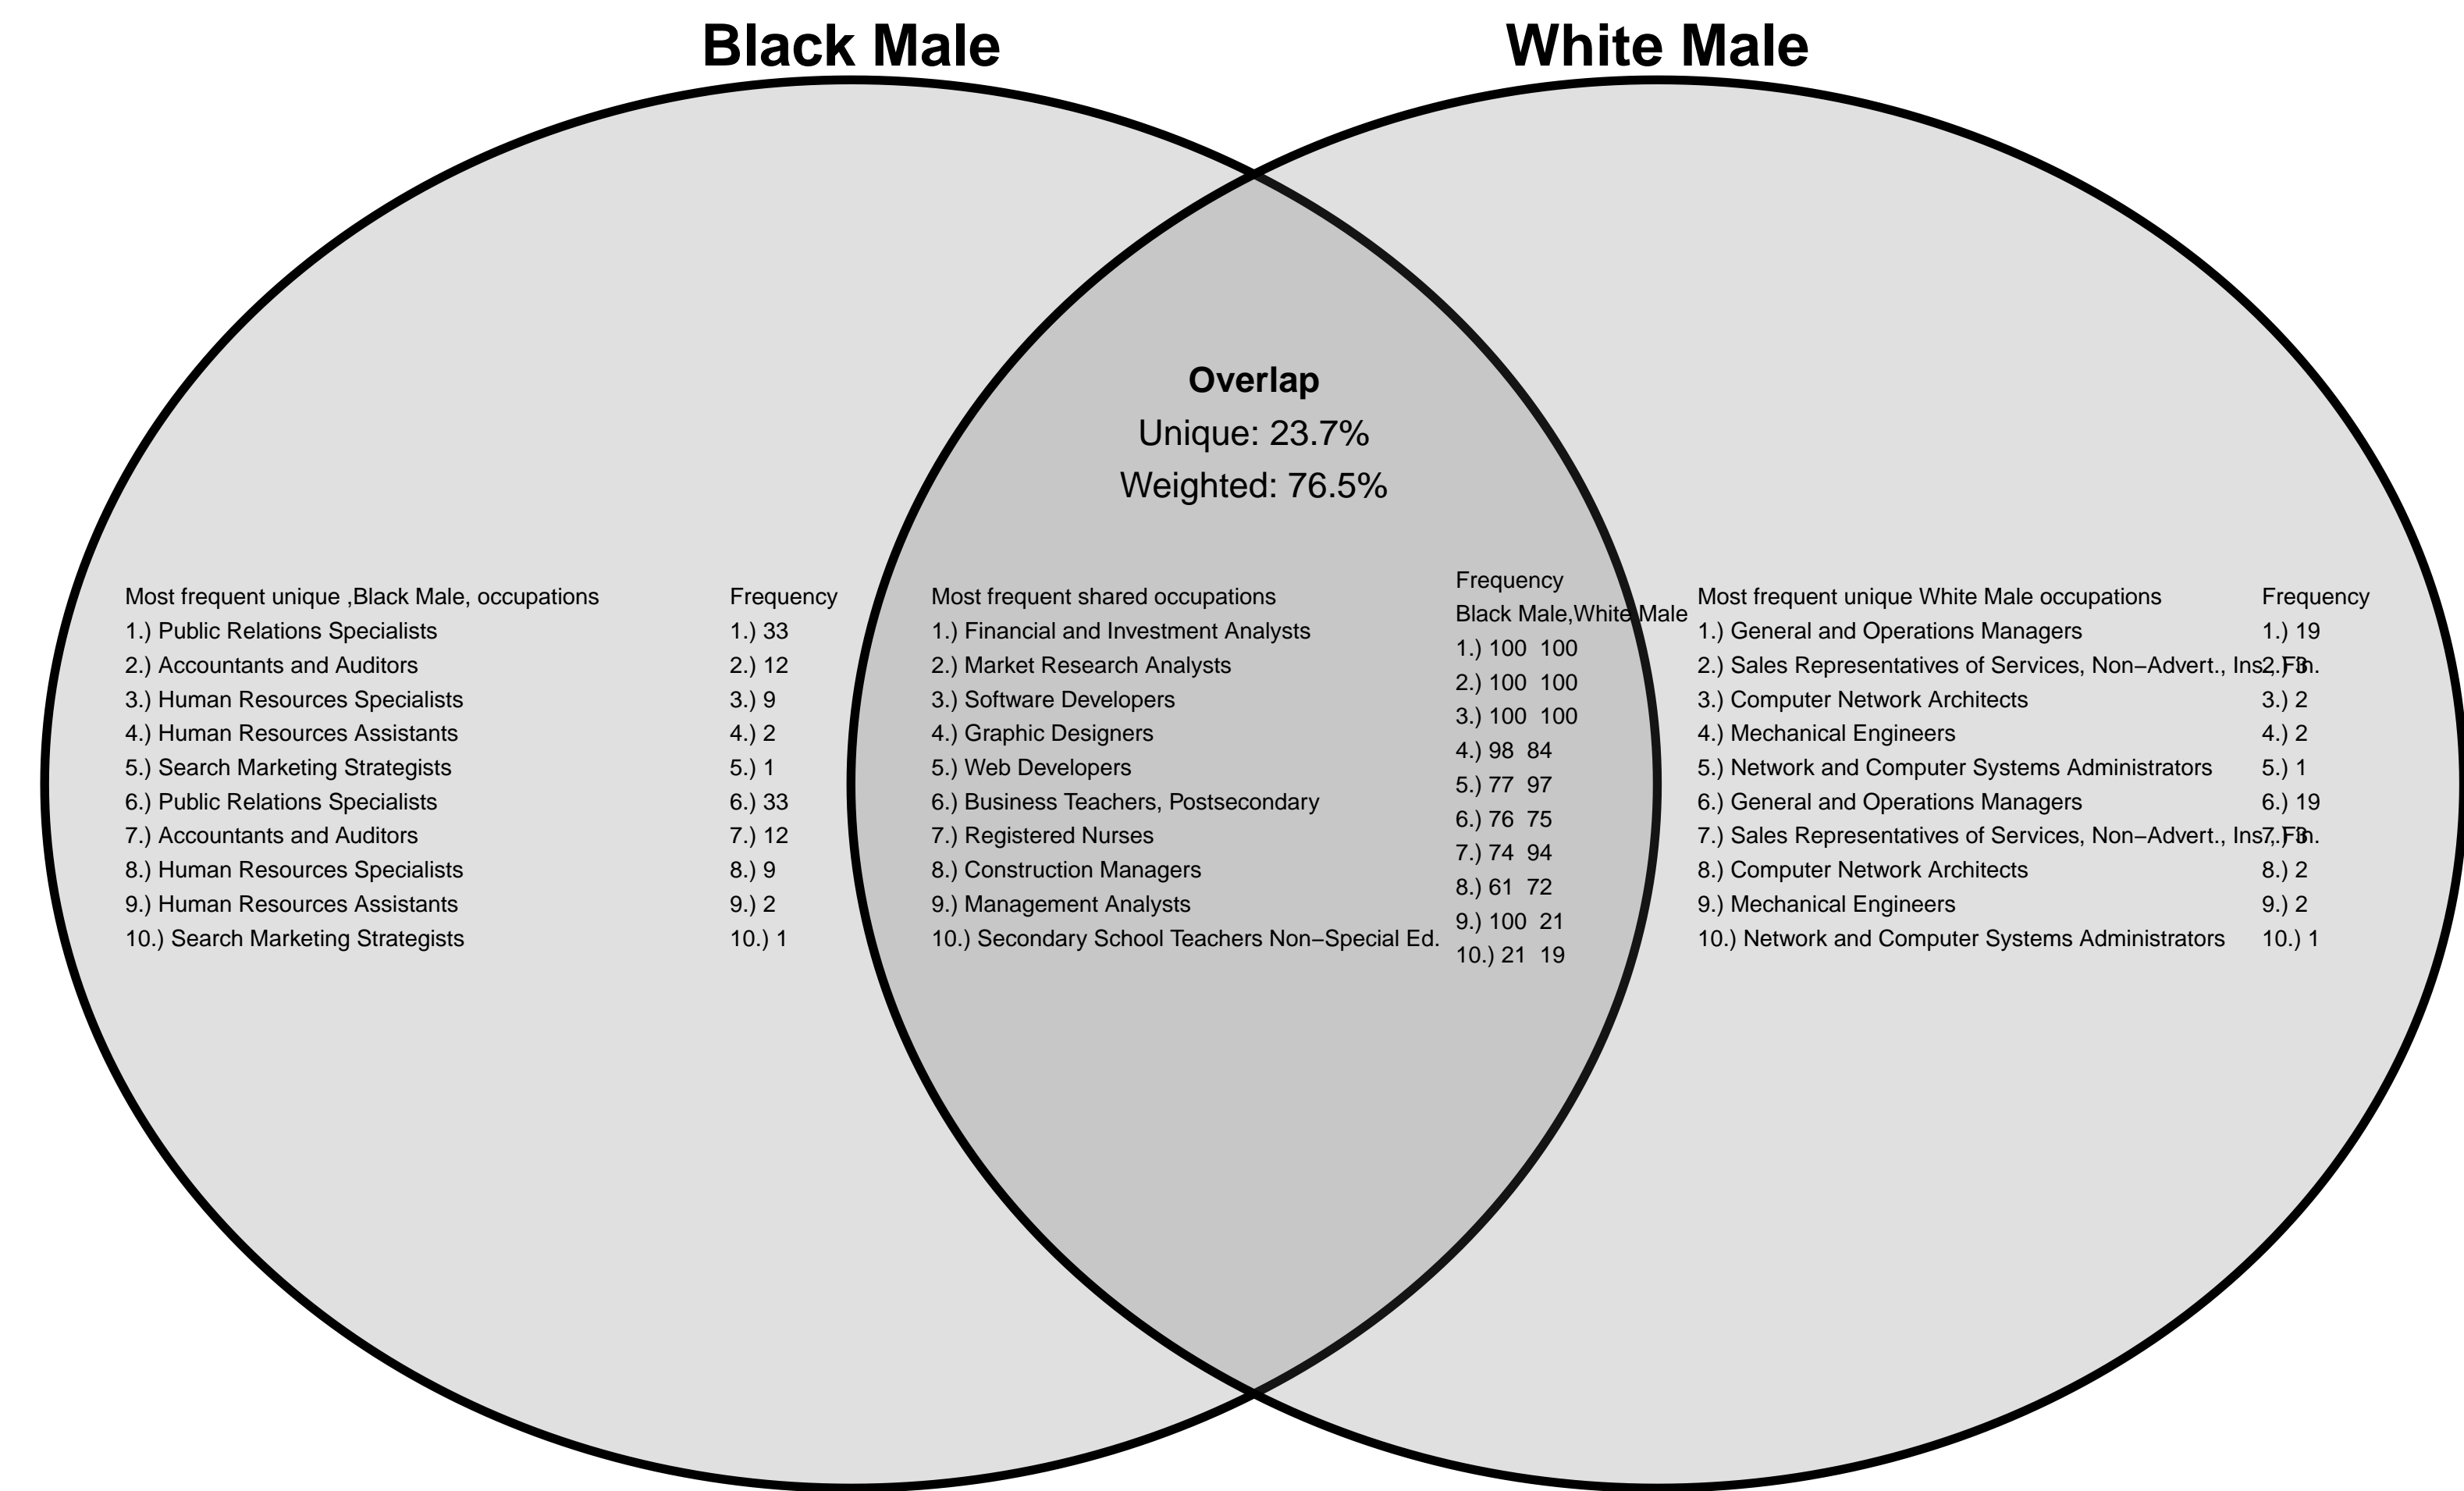 Black Male
White Male
Overlap
Unique: 23.7%
Weighted: 76.5%
Most frequent unique ,Black Male, occupations
1.) Public Relations Specialists
2.) Accountants and Auditors
3.) Human Resources Specialists
4.) Human Resources Assistants
5.) Search Marketing Strategists
6.) Public Relations Specialists
7.) Accountants and Auditors
8.) Human Resources Specialists
9.) Human Resources Assistants
10.) Search Marketing Strategists
Frequency
1.) 33
2.) 12
3.) 9
4.) 2
5.) 1
6.) 33
7.) 12
8.) 9
9.) 2
10.) 1
Most frequent shared occupations
1.) Financial and Investment Analysts
2.) Market Research Analysts
3.) Software Developers
4.) Graphic Designers
5.) Web Developers
6.) Business Teachers, Postsecondary
7.) Registered Nurses
8.) Construction Managers
9.) Management Analysts
10.) Secondary School Teachers Non−Special Ed.
Frequency
Black Male,White Male
1.) 100 100
2.) 100 100
3.) 100 100
4.) 98 84
5.) 77 97
6.) 76 75
7.) 74 94
8.) 61 72
9.) 100 21
10.) 21 19
Most frequent unique White Male occupations
1.) General and Operations Managers
2.) Sales Representatives of Services, Non−Advert., Ins., Fin.
3.) Computer Network Architects
4.) Mechanical Engineers
5.) Network and Computer Systems Administrators
6.) General and Operations Managers
7.) Sales Representatives of Services, Non−Advert., Ins., Fin.
8.) Computer Network Architects
9.) Mechanical Engineers
10.) Network and Computer Systems Administrators
Frequency
1.) 19
2.) 3
3.) 2
4.) 2
5.) 1
6.) 19
7.) 3
8.) 2
9.) 2
10.) 1